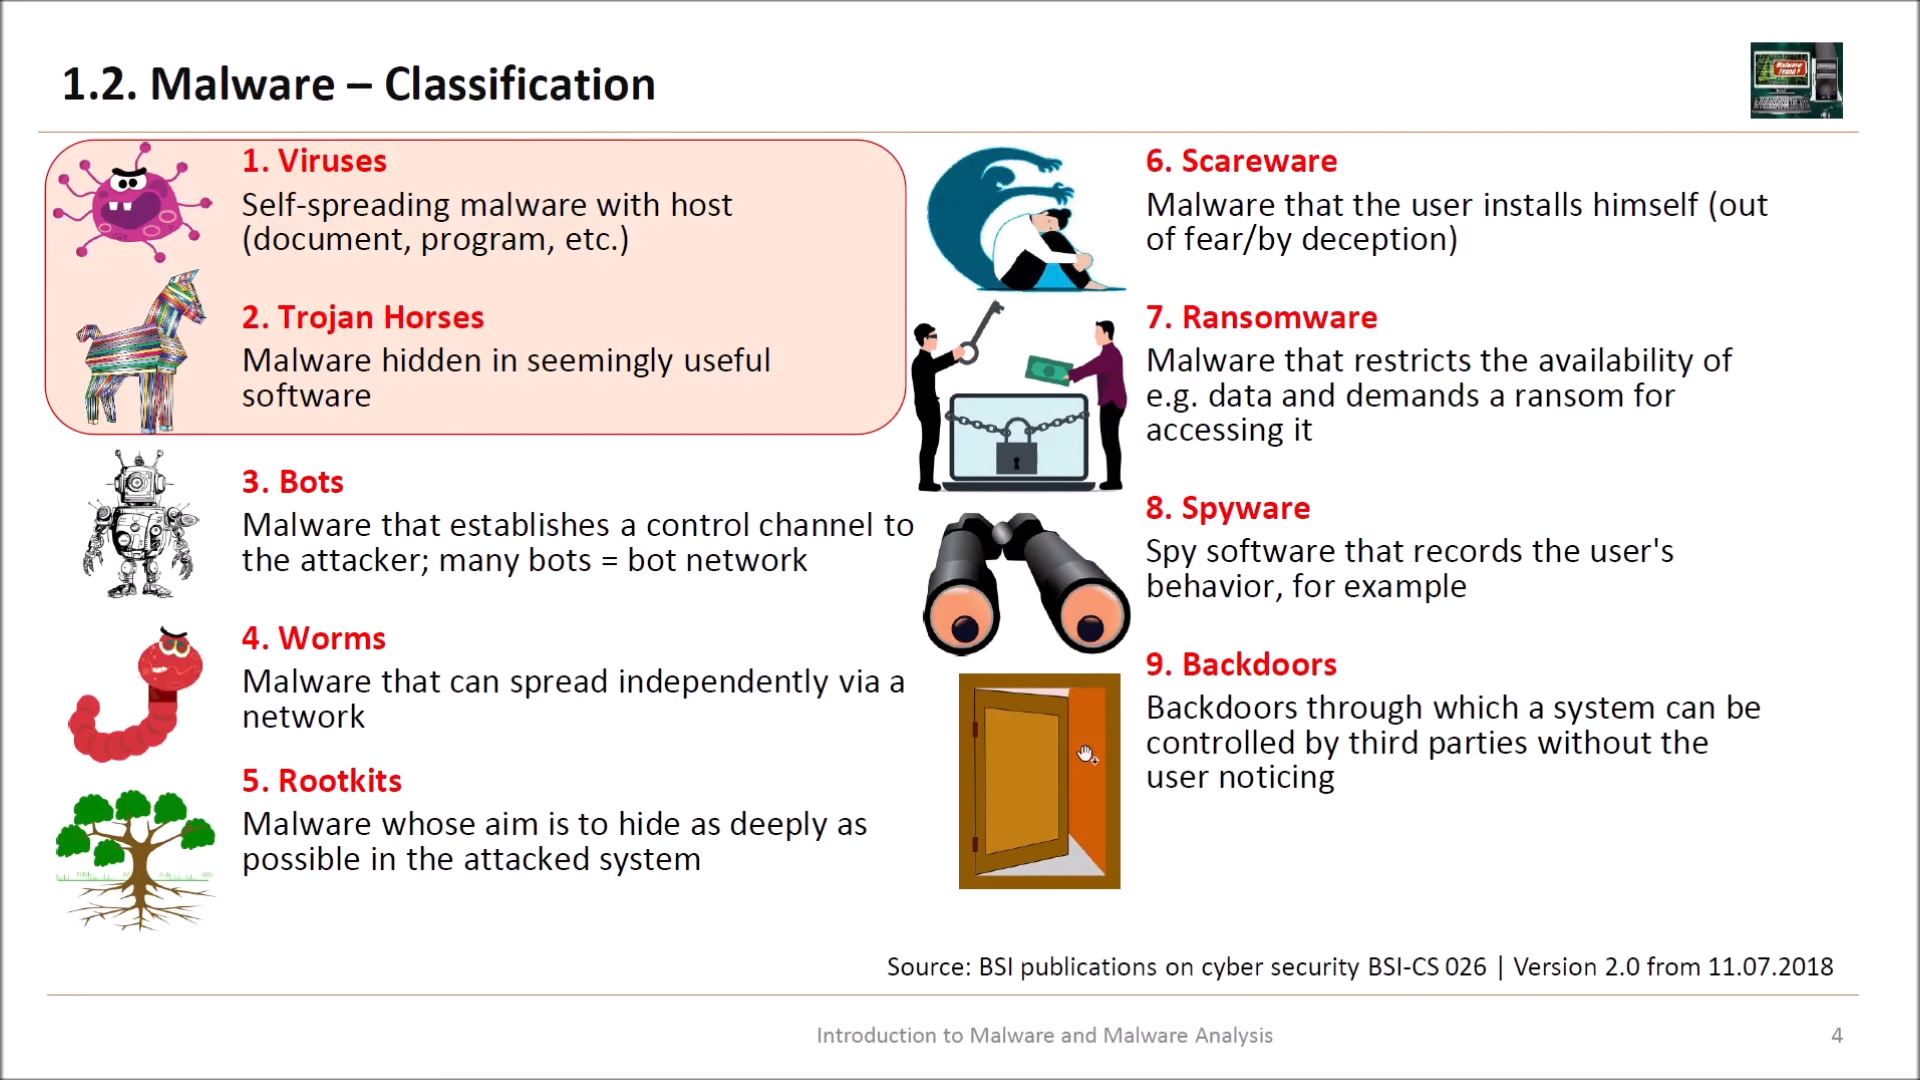 1.2. Malware – Classification
1. Viruses
Self-spreading malware with host
(document, program, etc.)
2. Trojan Horses
Malware hidden in seemingly useful
software
3. Bots
Malware that establishes a control channel to
the attacker; many bots = bot network
4. Worms
Malware that can spread independently via a
network
5. Rootkits
Malware whose aim is to hide as deeply as
possible in the attacked system
6. Scareware
Malware that the user installs himself (out
of fear/by deception)
7. Ransomware
Malware that restricts the availability of
e.g. data and demands a ransom for
accessing it
8. Spyware
Spy software that records the user's
behavior, for example
9. Backdoors
Backdoors through which a system can be
controlled by third parties without the
user noticing
Source: BSI publications on cyber security BSI-CS 026 | Version 2.0 from 11.07.2018
Introduction to Malware and Malware Analysis
4